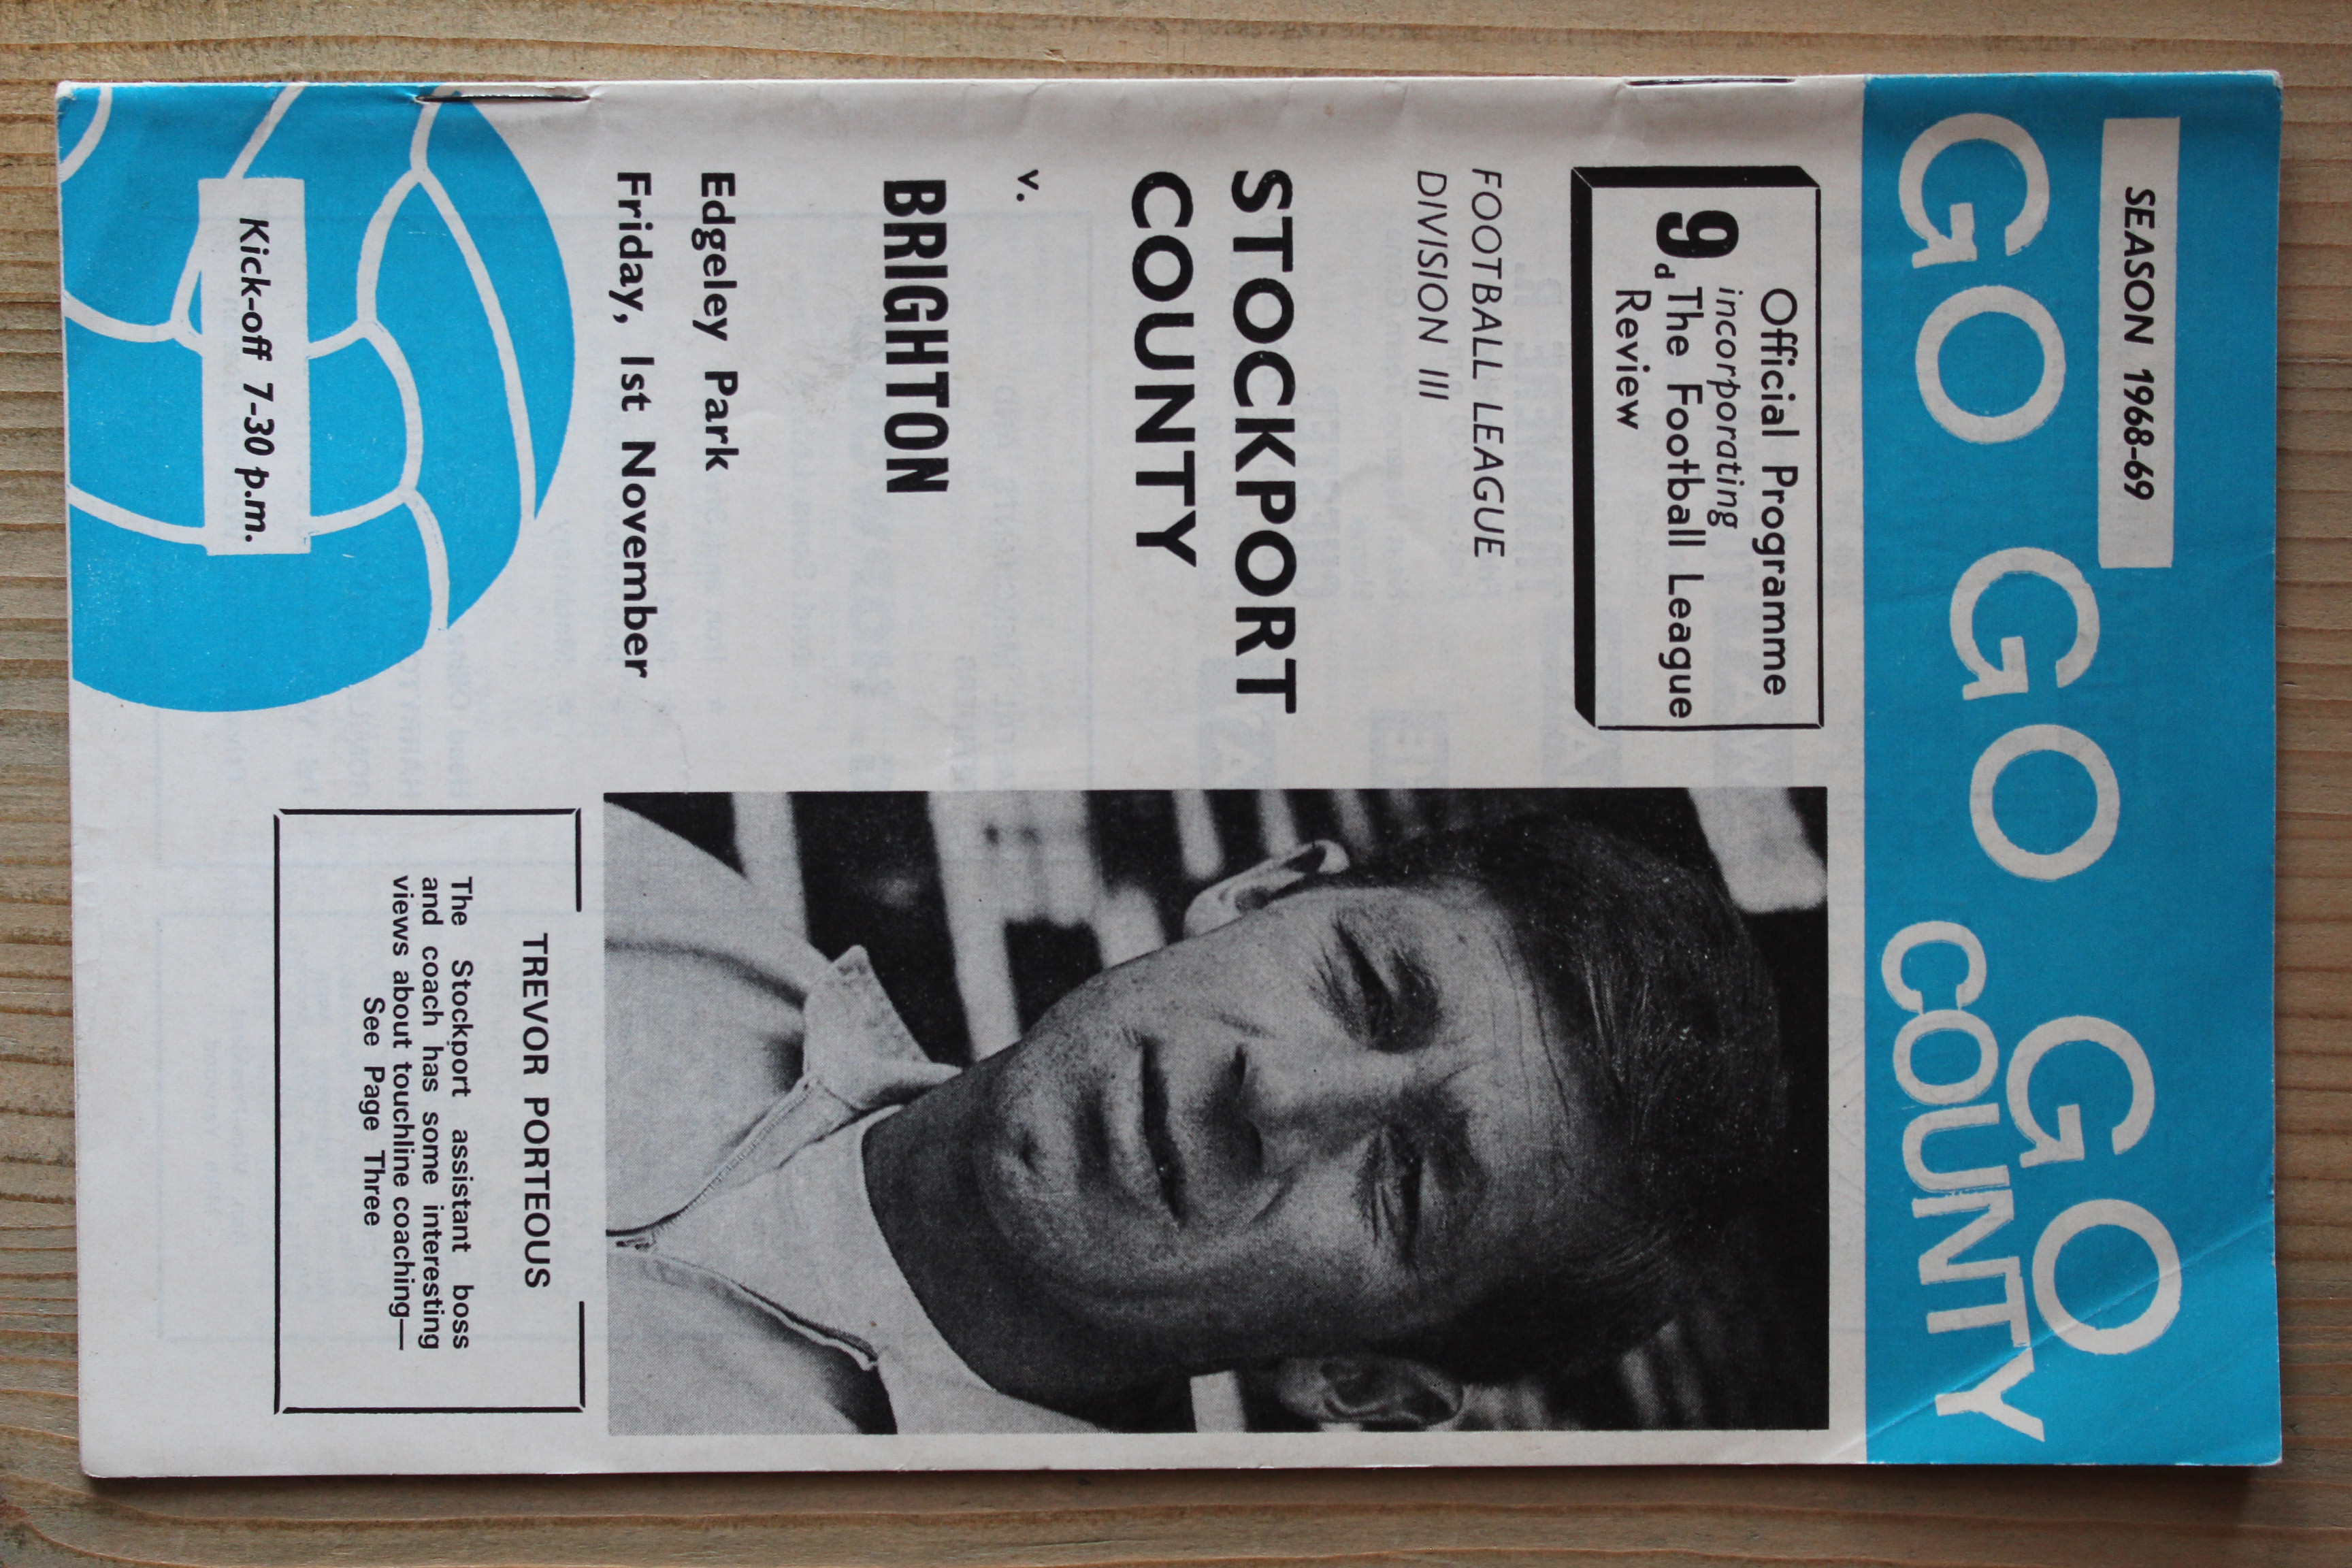 SEASON 1968-69
GO GO GO GO GO GO
COUNTY
Official Programme
incorporating
9d The Football League
Review
FOOTBALL LEAGUE
DIVISION III
STOCKPORT
COUNTY
v.
BRIGHTON
Edgeley Park
Friday, 1st November
Kick-off 7-30 p.m.
TREVOR PORTEOUS
The Stockport assistant boss
and coach has some interesting
views about touchline coaching—
See Page Three